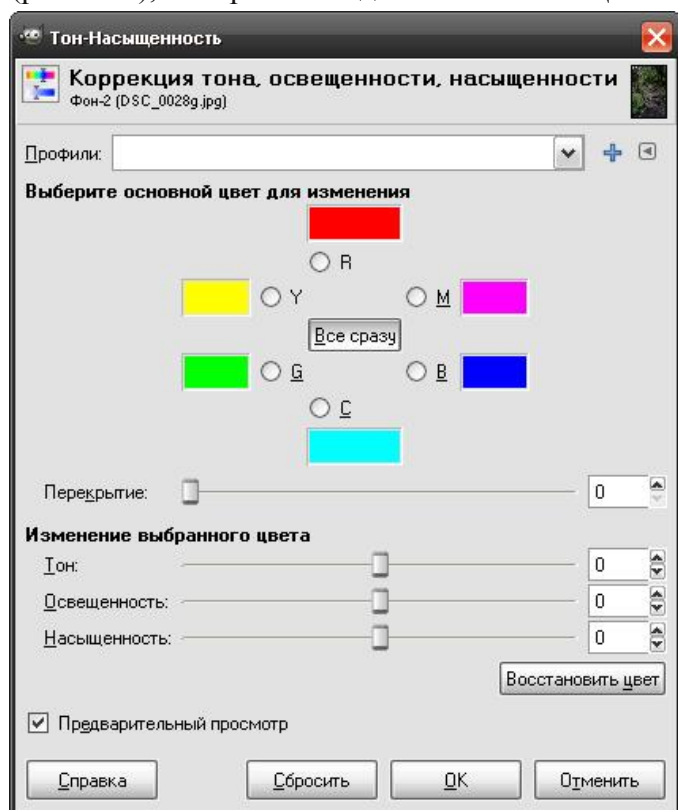 Тон-Насыщенность
Коррекция тона, освещенности, насыщенности
Фон-2 (DSC_0028g.jpg)
Профили:
Выберите основной цвет для изменения
R
Y M
Все сразу
G B
C
Перекрытие: 0
Изменение выбранного цвета
Тон: 0
Освещенность: 0
Насыщенность: 0
Восстановить цвет
Предварительный просмотр
Справка Сбросить OK Отменить